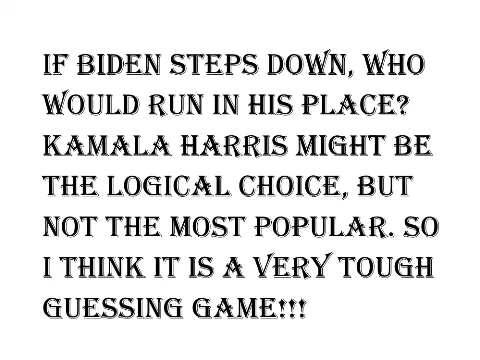 IF BIDEN STEPS DOWN, WHO
WOULD RUN IN HIS PLACE?
KAMALA HARRIS MIGHT BE
THE LOGICAL CHOICE, BUT
NOT THE MOST POPULAR. SO
I THINK IT IS A VERY TOUGH
GUESSING GAME!!!